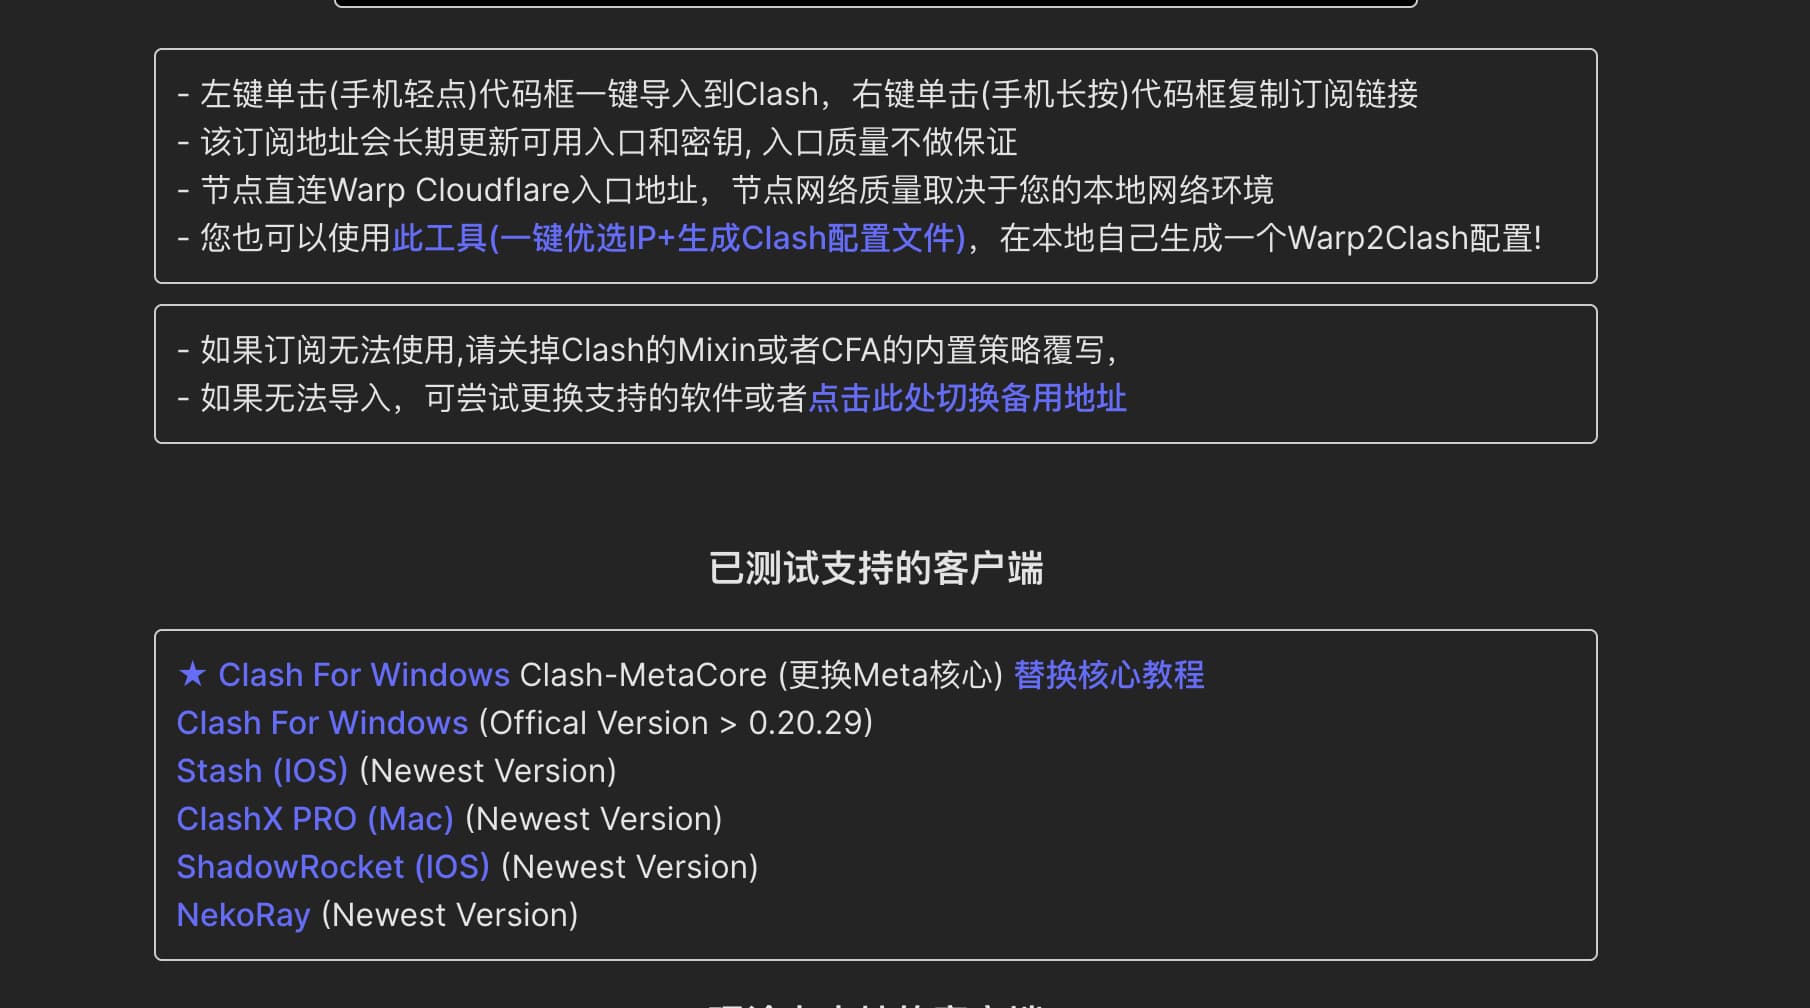 - 左键单击(手机轻点)代码框一键导入到Clash，右键单击(手机长按)代码框复制订阅链接
- 该订阅地址会长期更新可用入口和密钥, 入口质量不做保证
- 节点直连Warp Cloudflare入口地址，节点网络质量取决于您的本地网络环境
- 您也可以使用此工具(一键优选IP+生成Clash配置文件)，在本地自己生成一个Warp2Clash配置!
- 如果订阅无法使用,请关掉Clash的Mixin或者CFA的内置策略覆写，
- 如果无法导入，可尝试更换支持的软件或者点击此处切换备用地址
已测试支持的客户端
★ Clash For Windows Clash-MetaCore (更换Meta核心) 替换核心教程
Clash For Windows (Offical Version > 0.20.29)
Stash (IOS) (Newest Version)
ClashX PRO (Mac) (Newest Version)
ShadowRocket (IOS) (Newest Version)
NekoRay (Newest Version)